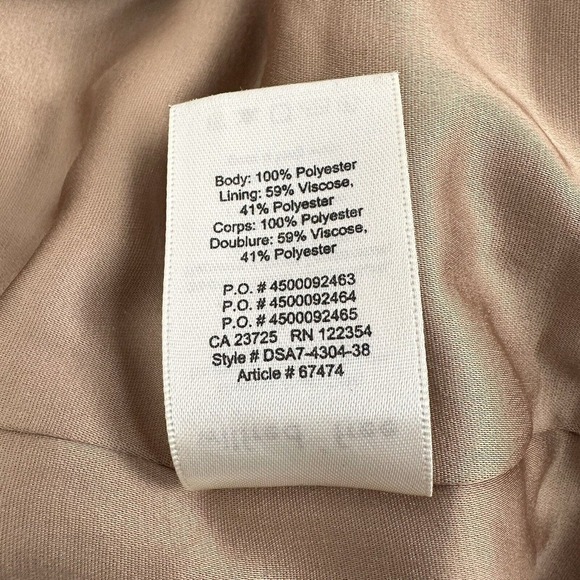 Body: 100% Polyester
Lining: 59% Viscose,
41% Polyester
Corps: 100% Polyester
Doublure: 59% Viscose,
41% Polyester
P.O. # 4500092463
P.O. # 4500092464
P.O. # 4500092465
CA 23725 RN 122354
Style # DSA7-4304-38
Article # 67474